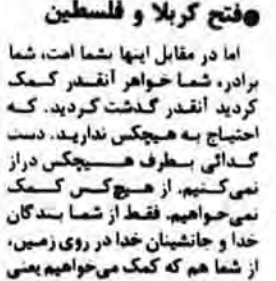 ●فتح کربلا و فلسطین
اما در مقابل اینها بشما امت، شما
برادر، شما خواهر آنقدر کمک
کردید آنقدر گذشت کردید. که
احتیاج به هیچکس ندارید. دست
گدائی بطرف هیچکس دراز
نمی‌کنیم. از هیچ‌کس کمک
نمی‌خواهیم. فقط از شما بندگان
خدا و جانشینان خدا در روی زمین،
از شما هم که کمک می‌خواهیم یعنی